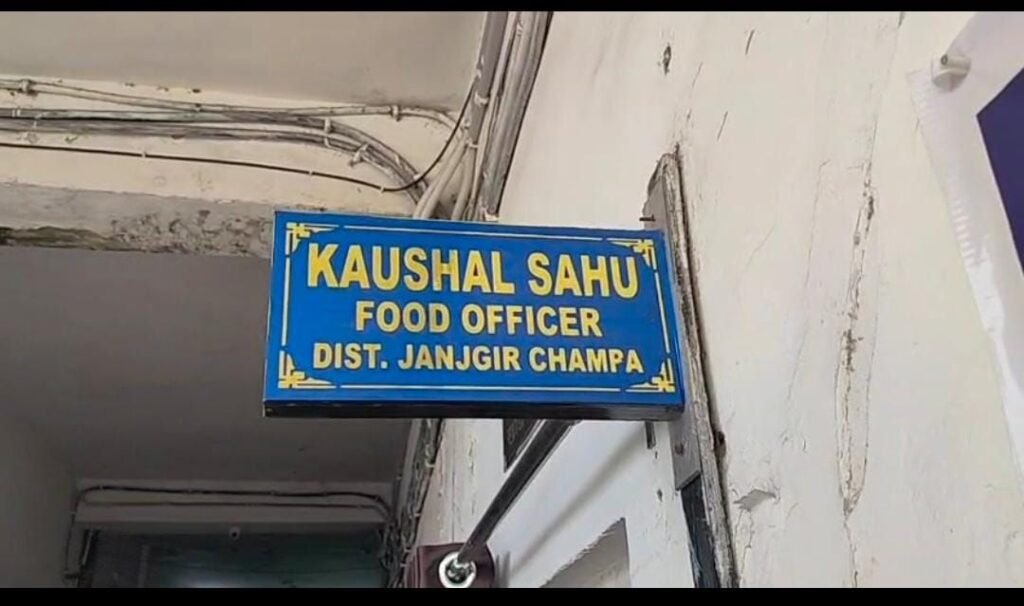 KAUSHAL SAHU
FOOD OFFICER
DIST. JANJGIR CHAMPA